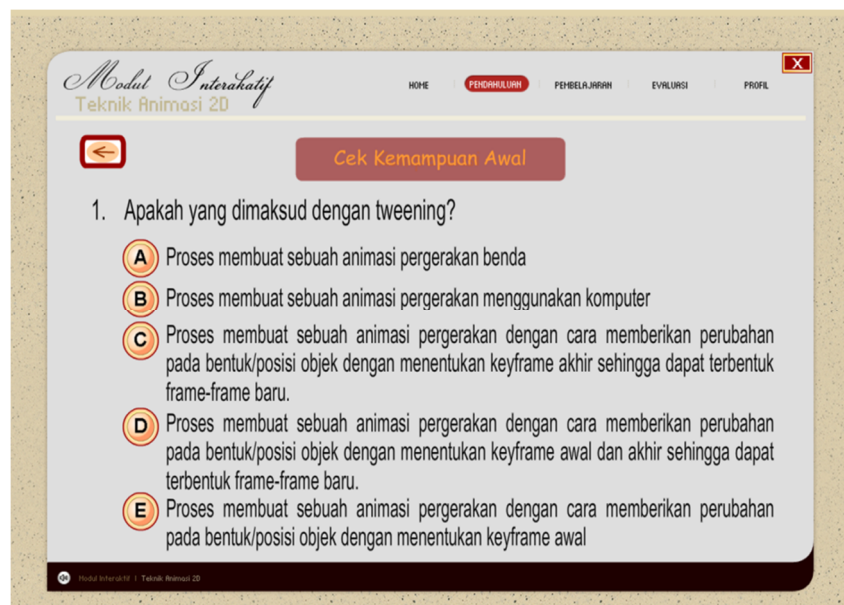 Modul Interakatif
Teknik Animasi 2D
HOME PENDAHULUAN PEMBELAJARAN EVALUASI PROFIL
X
Cek Kemampuan Awal
1. Apakah yang dimaksud dengan tweening?
A Proses membuat sebuah animasi pergerakan benda
B Proses membuat sebuah animasi pergerakan menggunakan komputer
C Proses membuat sebuah animasi pergerakan dengan cara memberikan perubahan
pada bentuk/posisi objek dengan menentukan keyframe akhir sehingga dapat terbentuk
frame-frame baru.
D Proses membuat sebuah animasi pergerakan dengan cara memberikan perubahan
pada bentuk/posisi objek dengan menentukan keyframe awal dan akhir sehingga dapat
terbentuk frame-frame baru.
E Proses membuat sebuah animasi pergerakan dengan cara memberikan perubahan
pada bentuk/posisi objek dengan menentukan keyframe awal
Modul Interaktif | Teknik Animasi 2D